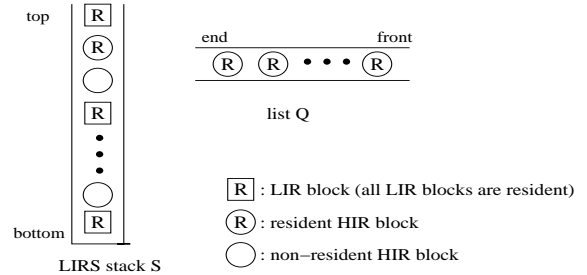 top
R
R
R
R
bottom
LIRS stack S
end
front
R R R
list Q
R : LIR block (all LIR blocks are resident)
R : resident HIR block
: non−resident HIR block